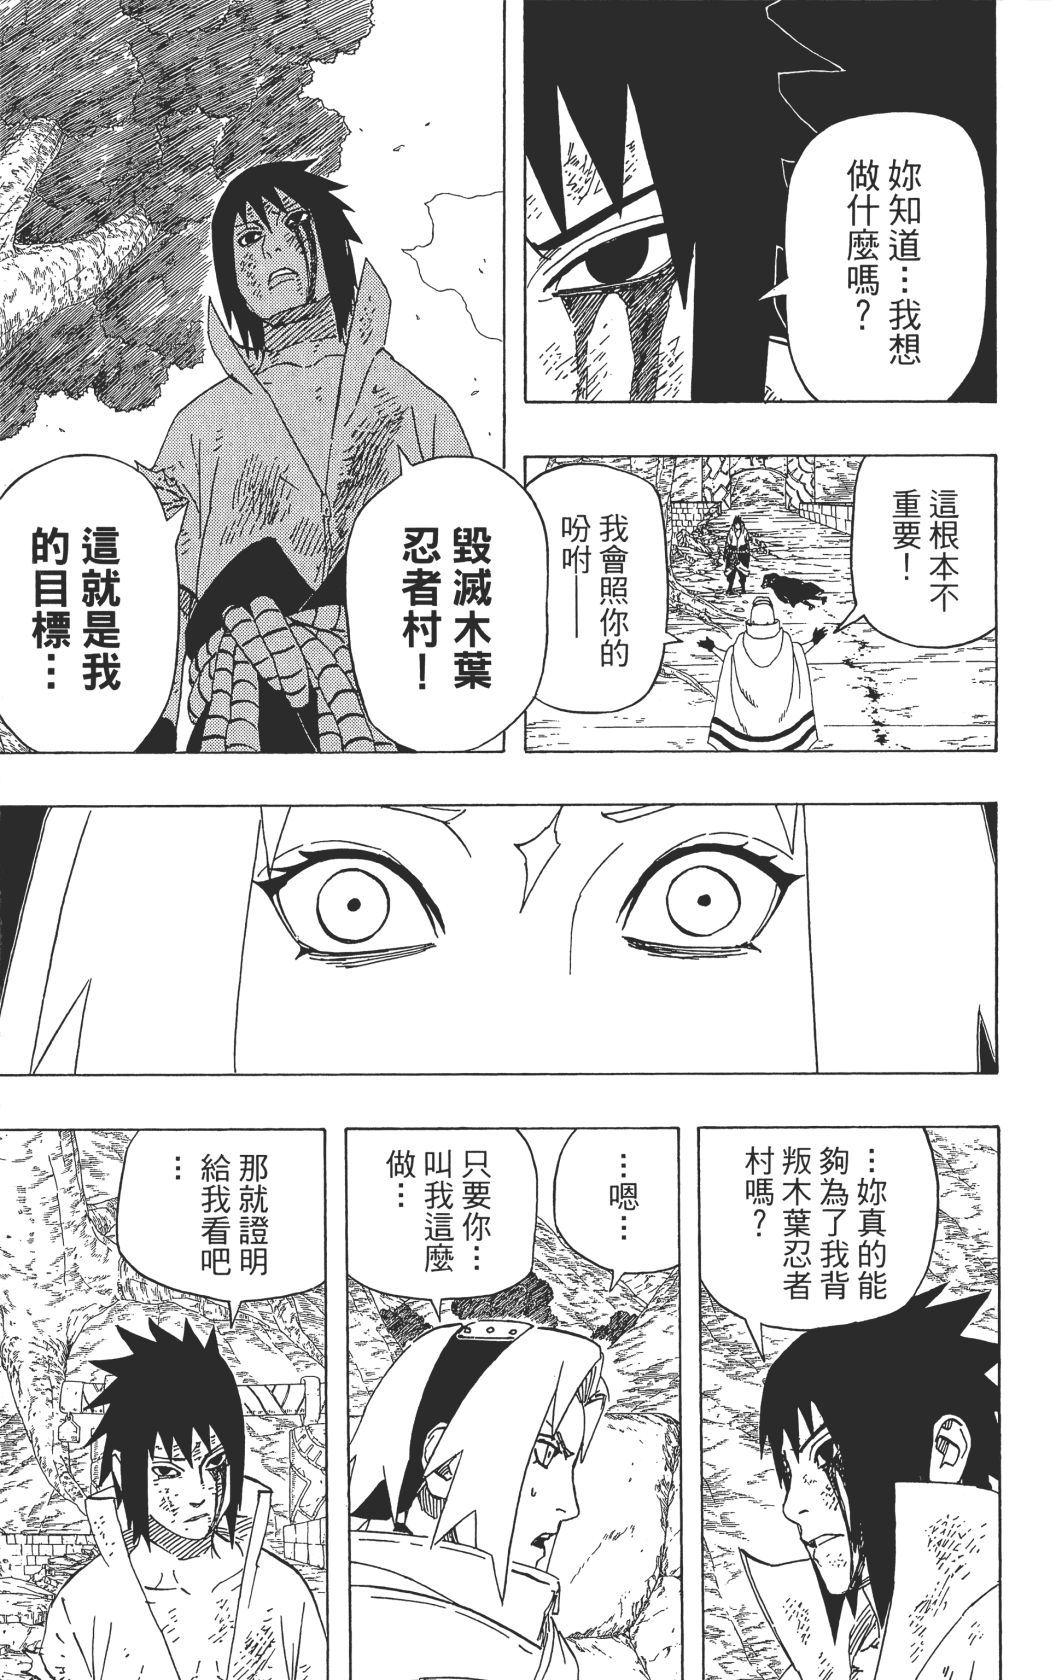 妳知道…我想
做什麼嗎？
這根本不
重要！
我會照你的
吩咐——
毀滅木葉
忍者村！
這就是我
的目標…
…妳真的能
夠為了我背
叛木葉忍者
村嗎？
…嗯…
只要你…
叫我這麼
做…
那就證明
給我看吧
…